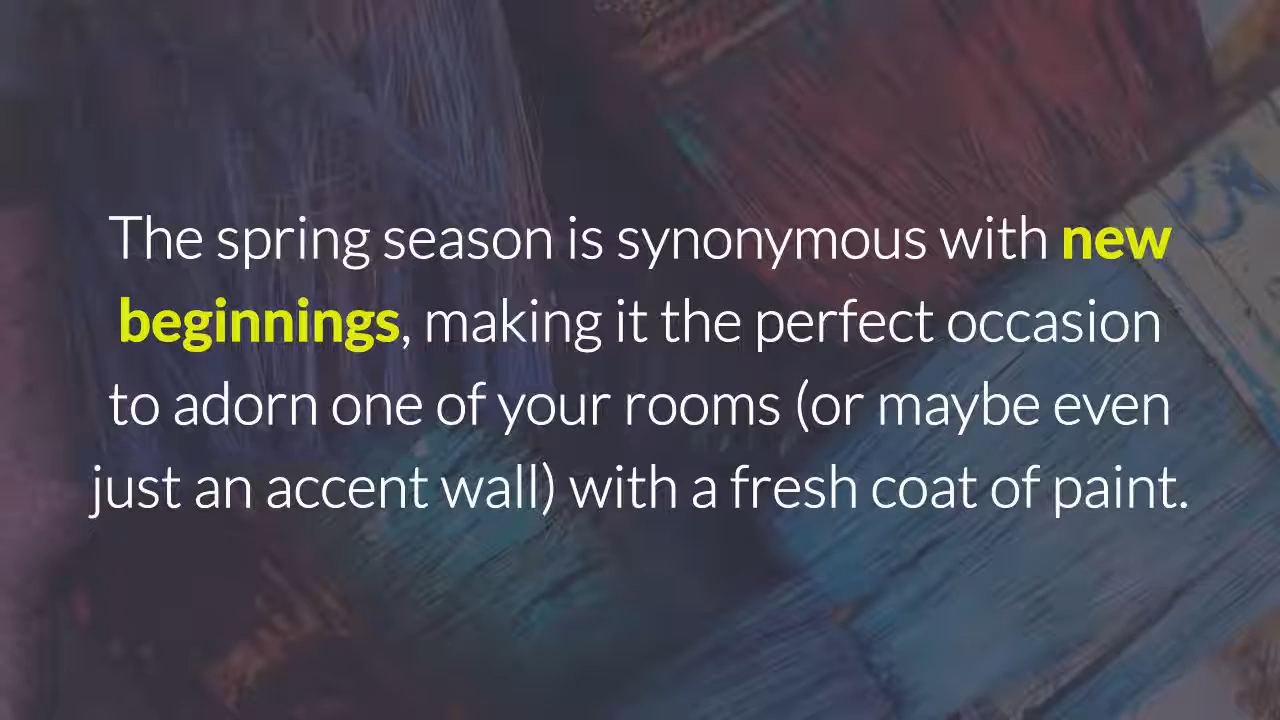 The spring season is synonymous with new
beginnings, making it the perfect occasion
to adorn one of your rooms (or maybe even
just an accent wall) with a fresh coat of paint.